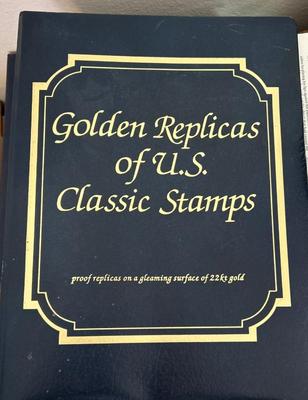 Golden Replicas
of U.S.
Classic Stamps
proof replicas on a gleaming surface of 22kt gold